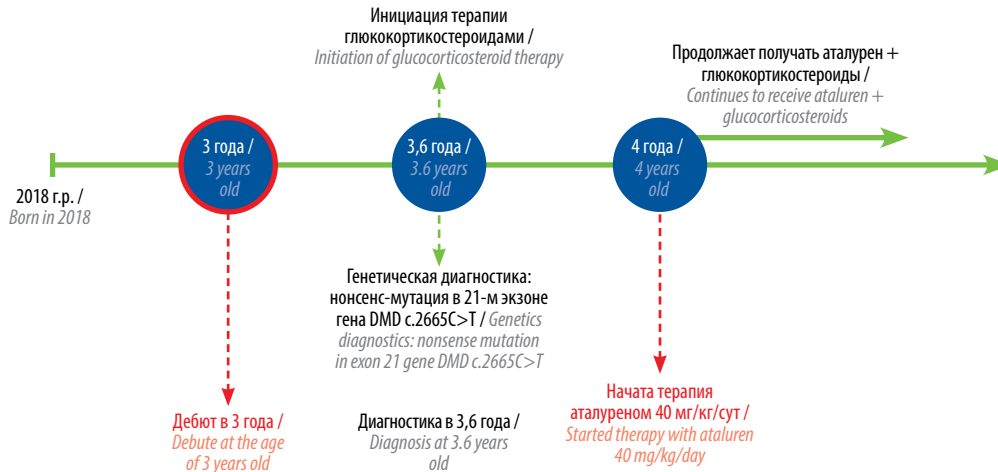 Инициация терапии
глюкокортикостероидами /
Initiation of glucocorticosteroid therapy
Продолжает получать аталурен +
глюкокортикостероиды /
Continues to receive ataluren +
glucocorticosteroids
3 года /
3 years
old
3,6 года /
3.6 years
old
4 года /
4 years
old
2018 г.р. /
Born in 2018
Генетическая диагностика:
нонсенс-мутация в 21-м экзоне
гена DMD c.2665C>T / Genetics
diagnostics: nonsense mutation
in exon 21 gene DMD c.2665C>T
Дебют в 3 года /
Debute at the age
of 3 years old
Диагностика в 3,6 года /
Diagnosis at 3.6 years
old
Начата терапия
аталуреном 40 мг/кг/сут /
Started therapy with ataluren
40 mg/kg/day